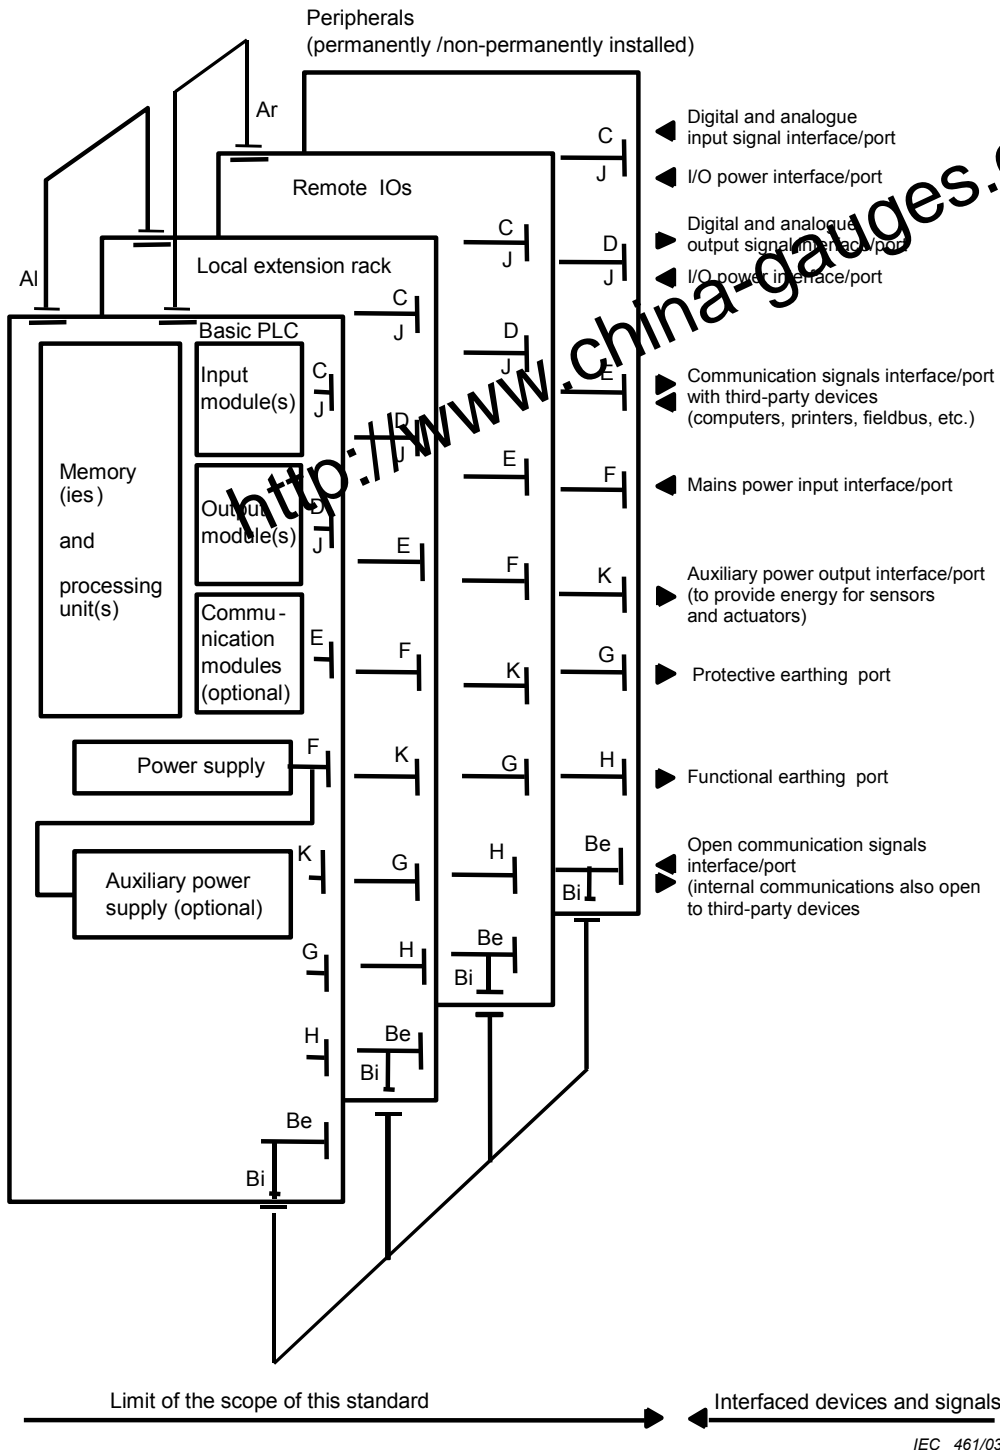 Peripherals
(permanently /non-permanently installed)
Ar
Remote IOs
Al
Local extension rack
Basic PLC
Input
module(s)
Output
module(s)
Commu-
nication
modules
(optional)
Memory
(ies)
and
processing
unit(s)
Power supply
Auxiliary power
supply (optional)
C
J
D
J
E
F
K
G
H
Be
Bi
C
J
D
J
E
F
K
G
H
Be
Bi
C
J
D
J
E
F
K
G
H
Be
Bi
C
J
D
J
E
F
K
G
H
Be
Bi
Digital and analogue
input signal interface/port
I/O power interface/port
Digital and analogue
output signal interface/port
I/O power interface/port
Communication signals interface/port
with third-party devices
(computers, printers, fieldbus, etc.)
Mains power input interface/port
Auxiliary power output interface/port
(to provide energy for sensors
and actuators)
Protective earthing port
Functional earthing port
Open communication signals
interface/port
(internal communications also open
to third-party devices
http://www.china-gauges.c
Limit of the scope of this standard
Interfaced devices and signals
IEC 461/03